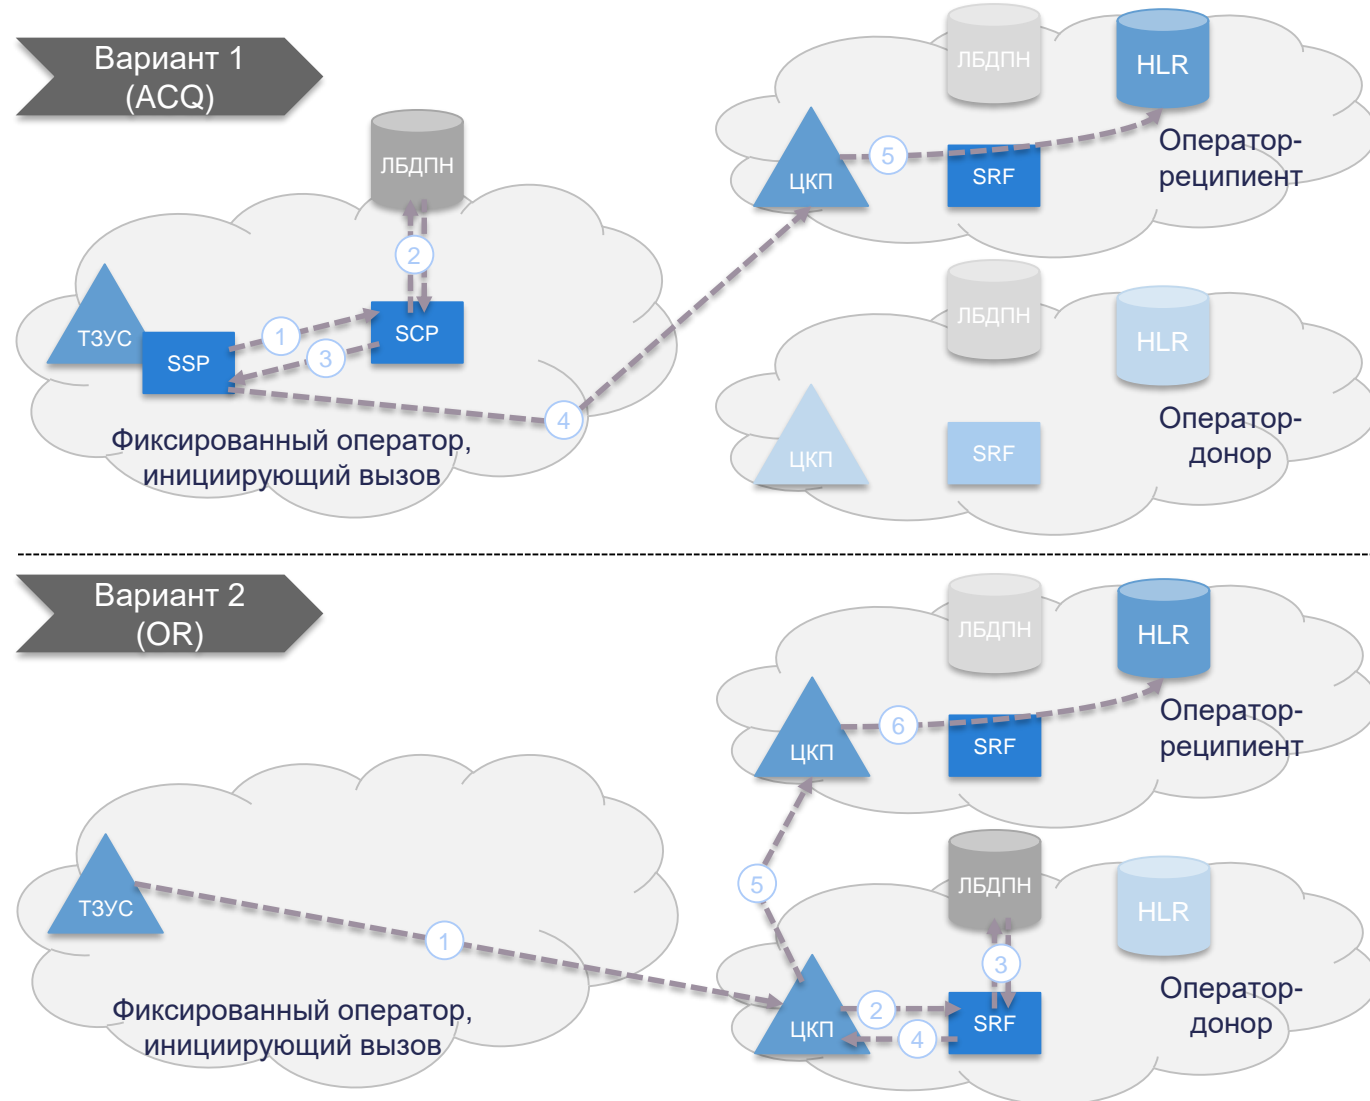 Вариант 1
(ACQ)
ЛБДПН
HLR
ЛБДПН
5
ЦКП
SRF
Оператор-
реципиент
2
ТЗУС
SSP
1
3
SCP
4
Фиксированный оператор,
инициирующий вызов
ЛБДПН
HLR
ЦКП
SRF
Оператор-
донор
Вариант 2
(OR)
ЛБДПН
HLR
6
ЦКП
SRF
Оператор-
реципиент
ТЗУС
1
5
Фиксированный оператор,
инициирующий вызов
ЛБДПН
HLR
3
2
4
ЦКП
SRF
Оператор-
донор